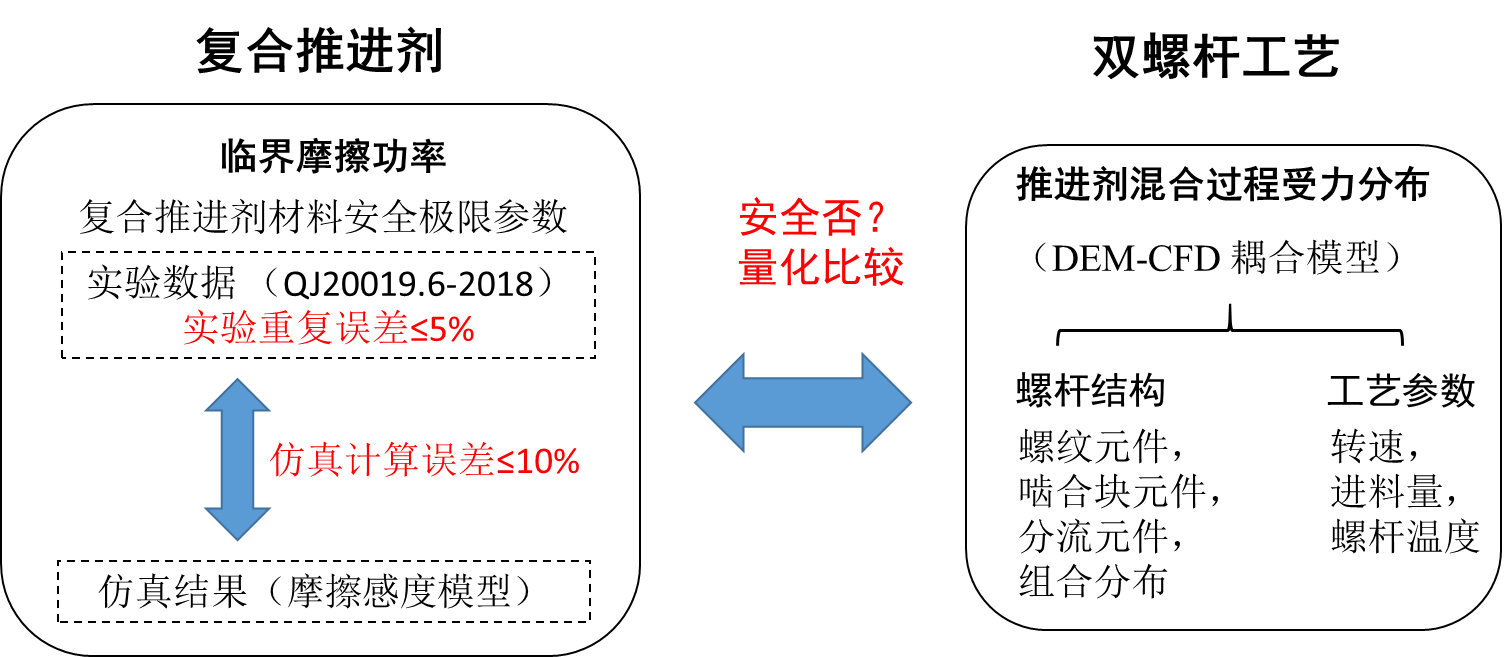 复合推进剂
临界摩擦功率
复合推进剂材料安全极限参数
实验数据（QJ20019.6-2018）
实验重复误差≤5%
仿真计算误差≤10%
仿真结果（摩擦感度模型）
安全否？
量化比较
双螺杆工艺
推进剂混合过程受力分布
（DEM-CFD 耦合模型）
螺杆结构
螺纹元件，
啮合块元件，
分流元件，
组合分布
工艺参数
转速，
进料量，
螺杆温度